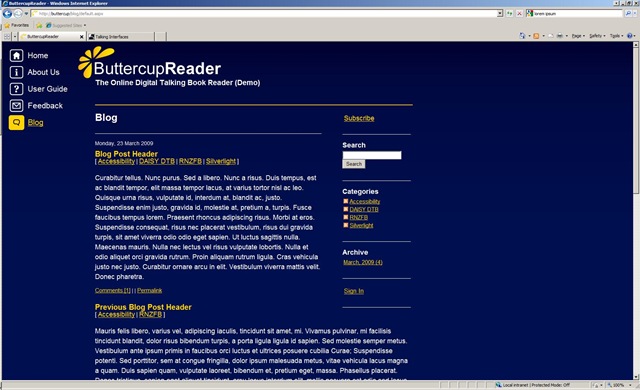 ButtercupReader - Windows Internet Explorer
http://buttercup/blog/default.aspx
lorem ipsum
Favorites
Suggested Sites
ButtercupReader
Talking Interfaces
Page
Safety
Tools
Home
About Us
User Guide
Feedback
Blog
ButtercupReader
The Online Digital Talking Book Reader (Demo)
Blog
Monday, 23 March 2009
Blog Post Header
[ Accessibility | DAISY DTB | RNZFB | Silverlight ]
Curabitur tellus. Nunc purus. Sed a libero. Nunc a risus. Duis tempus, est
ac blandit tempor, elit massa tempor lacus, at varius tortor nisl ac leo.
Quisque urna risus, vulputate id, interdum at, blandit ac, justo.
Suspendisse enim justo, gravida id, molestie at, pretium a, turpis. Fusce
faucibus tempus lorem. Praesent rhoncus adipiscing risus. Morbi at eros.
Suspendisse consequat, risus nec placerat vestibulum, risus dui gravida
turpis, sit amet viverra odio odio eget sapien. Ut luctus sagittis nulla.
Maecenas mauris. Nulla nec lectus vel risus vulputate lobortis. Nulla et
odio aliquet orci gravida rutrum. Proin aliquam rutrum ligula. Cras vehicula
justo nec justo. Curabitur ornare arcu in elit. Vestibulum viverra mattis velit.
Donec pharetra.
Comments [1] | | Permalink
Previous Blog Post Header
[ Accessibility | RNZFB ]
Mauris felis libero, varius vel, adipiscing iaculis, tincidunt sit amet, mi. Vivamus pulvinar, mi facilisis
tincidunt blandit, dolor risus bibendum turpis, a porta ligula ligula id sapien. Sed molestie semper metus.
Vestibulum ante ipsum primis in faucibus orci luctus et ultrices posuere cubilia Curae; Suspendisse
potenti. Sed porttitor, sem at congue fringilla, dolor ipsum malesuada metus, vitae vehicula lacus magna
a quam. Duis sapien quam, vulputate laoreet, bibendum et, pretium eget, massa. Phasellus placerat.
Subscribe
Search
Search
Categories
Accessibility
DAISY DTB
RNZFB
Silverlight
Archive
March, 2009 (4)
Sign In
Local intranet | Protected Mode: Off
100%